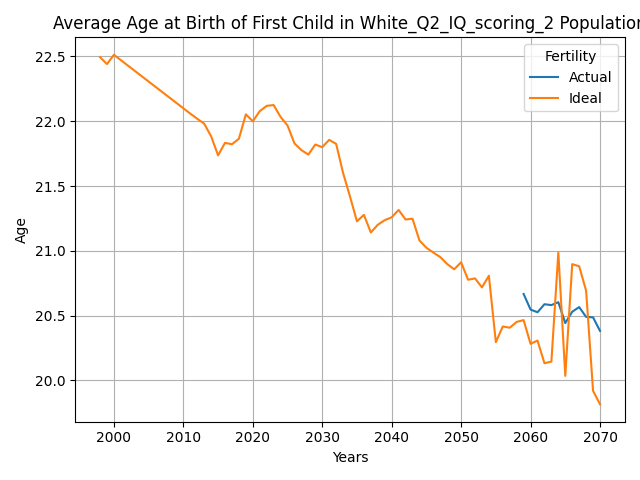 Average Age at Birth of First Child in White_Q2_IQ_scoring_2 Population
Fertility
Actual
Ideal
22.5
22.0
21.5
21.0
20.5
20.0
Age
2000 2010 2020 2030 2040 2050 2060 2070
Years